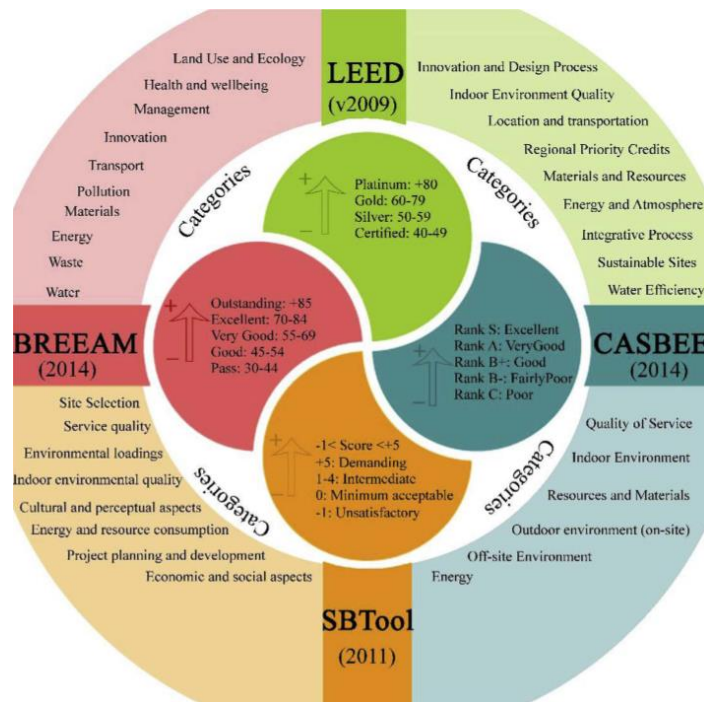 LEED
(v2009)
Land Use and Ecology
Health and wellbeing
Management
Innovation
Transport
Pollution
Materials
Energy
Waste
Water
Categories
Innovation and Design Process
Indoor Environment Quality
Location and transportation
Regional Priority Credits
Materials and Resources
Energy and Atmosphere
Integrative Process
Sustainable Sites
Water Efficiency
Categories
+
-
Platinum: +80
Gold: 60-79
Silver: 50-59
Certified: 40-49
BREEAM
(2014)
+
-
Outstanding: +85
Excellent: 70-84
Very Good: 55-69
Good: 45-54
Pass: 30-44
+
-
Rank S: Excellent
Rank A: VeryGood
Rank B+: Good
Rank B-: FairlyPoor
Rank C: Poor
CASBEE
(2014)
+
-
-1< Score <+5
+5: Demanding
1-4: Intermediate
0: Minimum acceptable
-1: Unsatisfactory
Site Selection
Service quality
Environmental loadings
Indoor environmental quality
Cultural and perceptual aspects
Energy and resource consumption
Project planning and development
Economic and social aspects
Categories
Quality of Service
Indoor Environment
Resources and Materials
Outdoor environment (on-site)
Off-site Environment
Energy
Categories
SBTool
(2011)